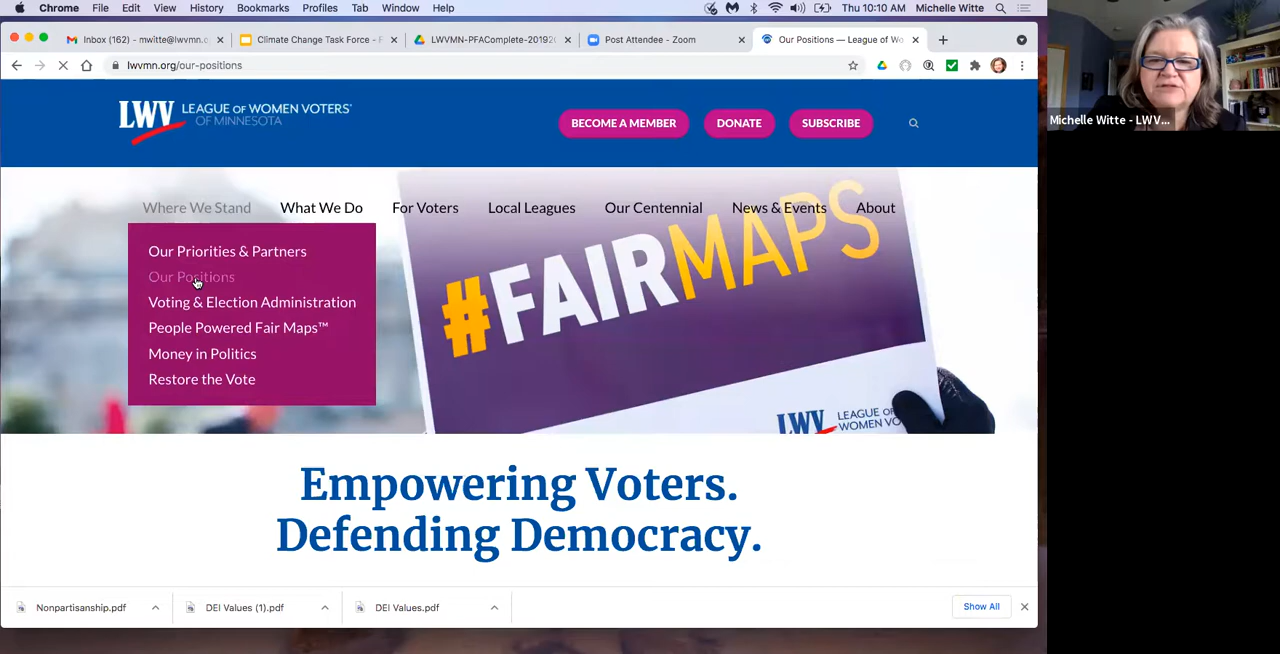 Chrome File Edit View History Bookmarks Profiles Tab Window Help Thu 10:10 AM Michelle Witte
Inbox (162) - mwitte@lwvmn.o
Climate Change Task Force - F
LWVMN-PFAComplete-20192
Post Attendee - Zoom
Our Positions — League of Wo
lwvmn.org/our-positions
LWV LEAGUE OF WOMEN VOTERS®
OF MINNESOTA
BECOME A MEMBER DONATE SUBSCRIBE
Where We Stand What We Do For Voters Local Leagues Our Centennial News & Events About
Our Priorities & Partners
Our Positions
Voting & Election Administration
People Powered Fair Maps™
Money in Politics
Restore the Vote
#FAIRMAPS
LWV LEAGUE OF
WOMEN VO
Empowering Voters.
Defending Democracy.
Nonpartisanship.pdf DEI Values (1).pdf DEI Values.pdf Show All
Michelle Witte - LWV...